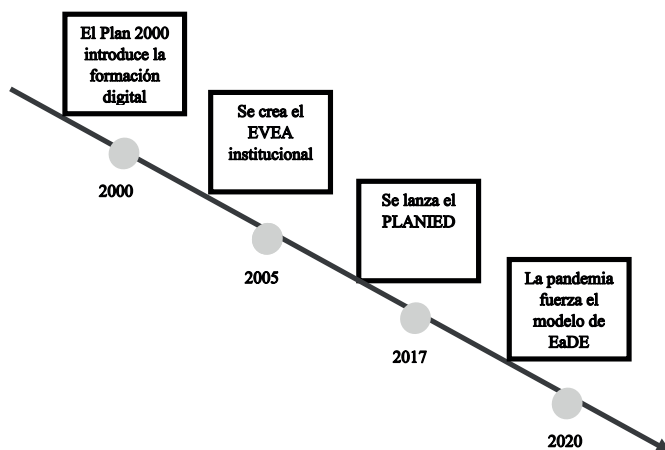 El Plan 2000
introduce la
formación
digital
2000
Se crea el
EVEA
institucional
2005
Se lanza el
PLANIED
2017
La pandemia
fuerza el
modelo de
EaDE
2020